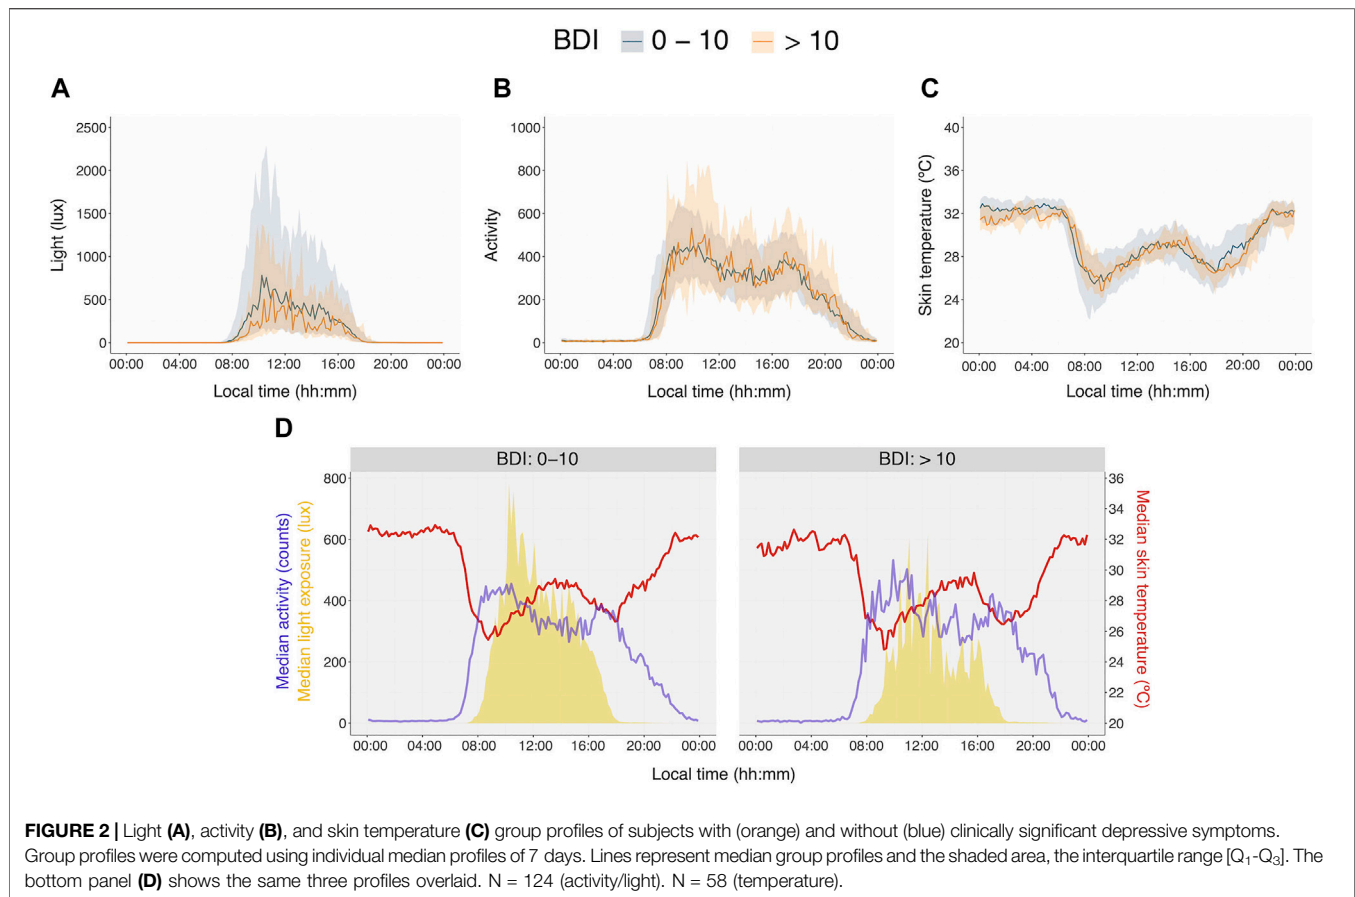 BDI 0 – 10 > 10
A
B
C
2500
2000
1500
1000
500
0
Light (lux)
00:00 04:00 08:00 12:00 16:00 20:00 00:00
Local time (hh:mm)
1000
800
600
400
200
0
Activity
00:00 04:00 08:00 12:00 16:00 20:00 00:00
Local time (hh:mm)
40
36
32
28
24
20
Skin temperature (ºC)
00:00 04:00 08:00 12:00 16:00 20:00 00:00
Local time (hh:mm)
D
BDI: 0–10
BDI: > 10
800
600
400
200
0
Median activity (counts)
Median light exposure (lux)
00:00 04:00 08:00 12:00 16:00 20:00 00:00
00:00 04:00 08:00 12:00 16:00 20:00 00:00
36
34
32
30
28
26
24
22
20
Median skin temperature (ºC)
Local time (hh:mm)
FIGURE 2 | Light (A), activity (B), and skin temperature (C) group profiles of subjects with (orange) and without (blue) clinically significant depressive symptoms.
Group profiles were computed using individual median profiles of 7 days. Lines represent median group profiles and the shaded area, the interquartile range [Q₁-Q₃]. The
bottom panel (D) shows the same three profiles overlaid. N = 124 (activity/light). N = 58 (temperature).